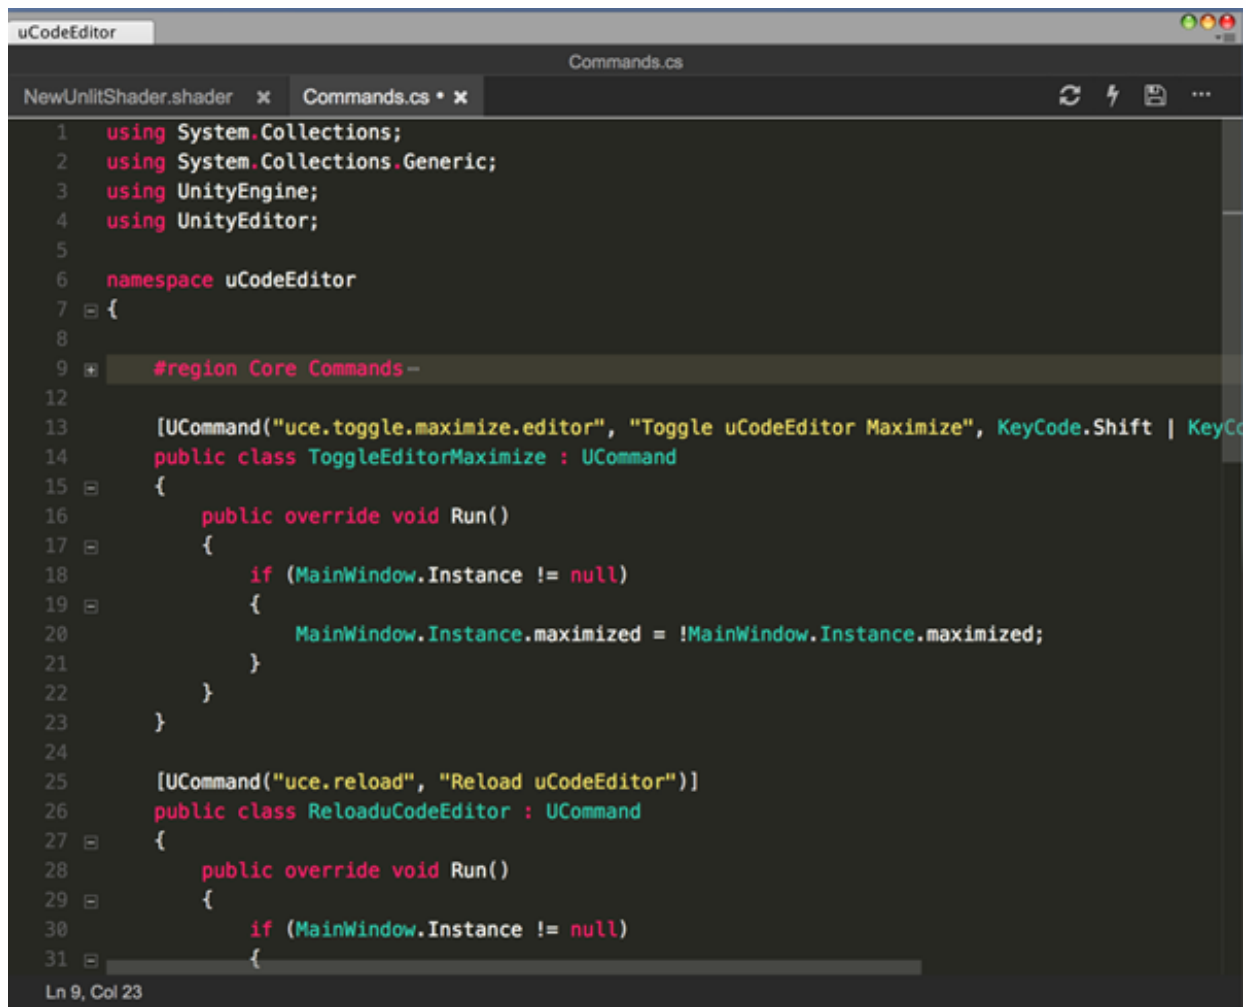 uCodeEditor
Commands.cs
NewUnlitShader.shader Commands.cs
1 using System.Collections;
2 using System.Collections.Generic;
3 using UnityEngine;
4 using UnityEditor;
5
6 namespace uCodeEditor
7 {
8
9 #region Core Commands
12
13 [UCommand("uce.toggle.maximize.editor", "Toggle uCodeEditor Maximize", KeyCode.Shift | KeyCo
14 public class ToggleEditorMaximize : UCommand
15 {
16 public override void Run()
17 {
18 if (MainWindow.Instance != null)
19 {
20 MainWindow.Instance.maximized = !MainWindow.Instance.maximized;
21 }
22 }
23 }
24
25 [UCommand("uce.reload", "Reload uCodeEditor")]
26 public class ReloaduCodeEditor : UCommand
27 {
28 public override void Run()
29 {
30 if (MainWindow.Instance != null)
31 {
Ln 9, Col 23